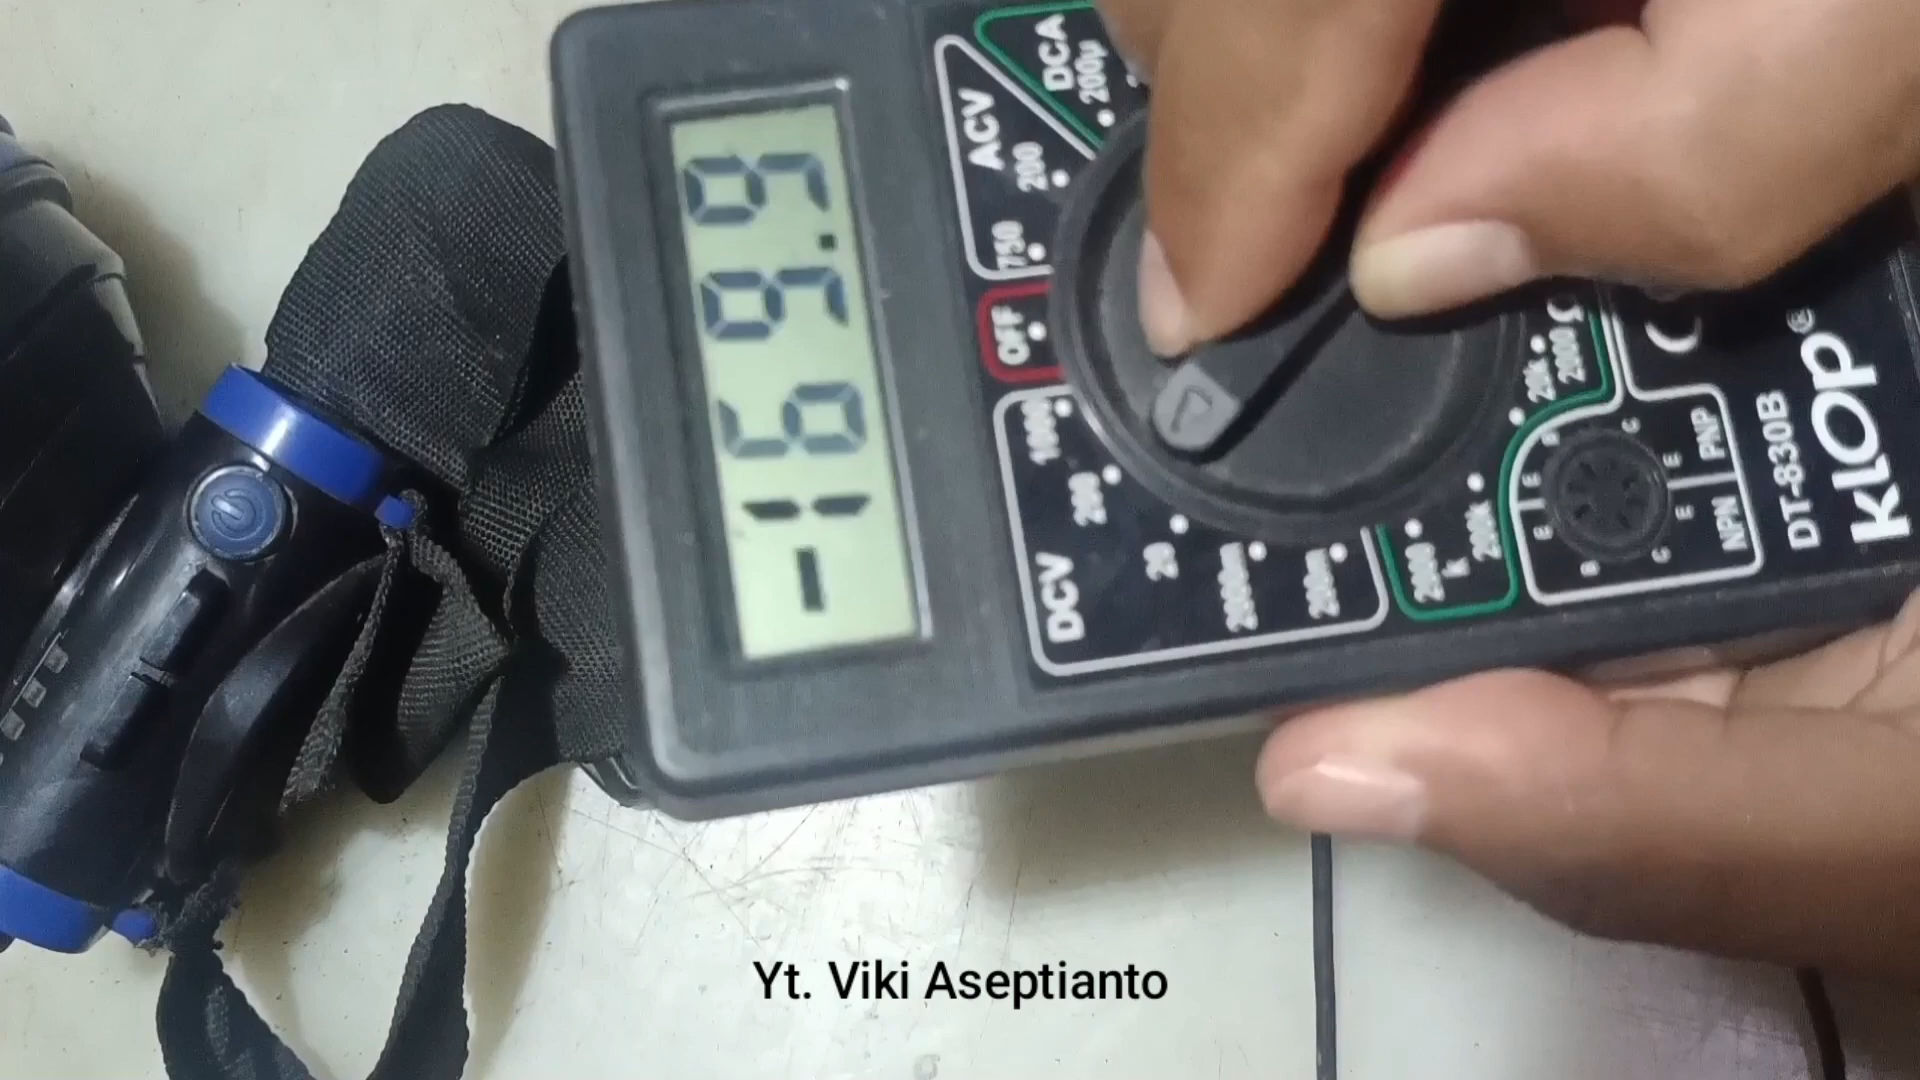 -169.9
DCA
200µ
ACV
200
750
OFF
1000
200
20
2000m
200m
DCV
2000
k
200k
20k
2000
Ω
B
E
C
E
PNP
E
B
C
E
NPN
DT-830B
KLOP®
Yt. Viki Aseptianto